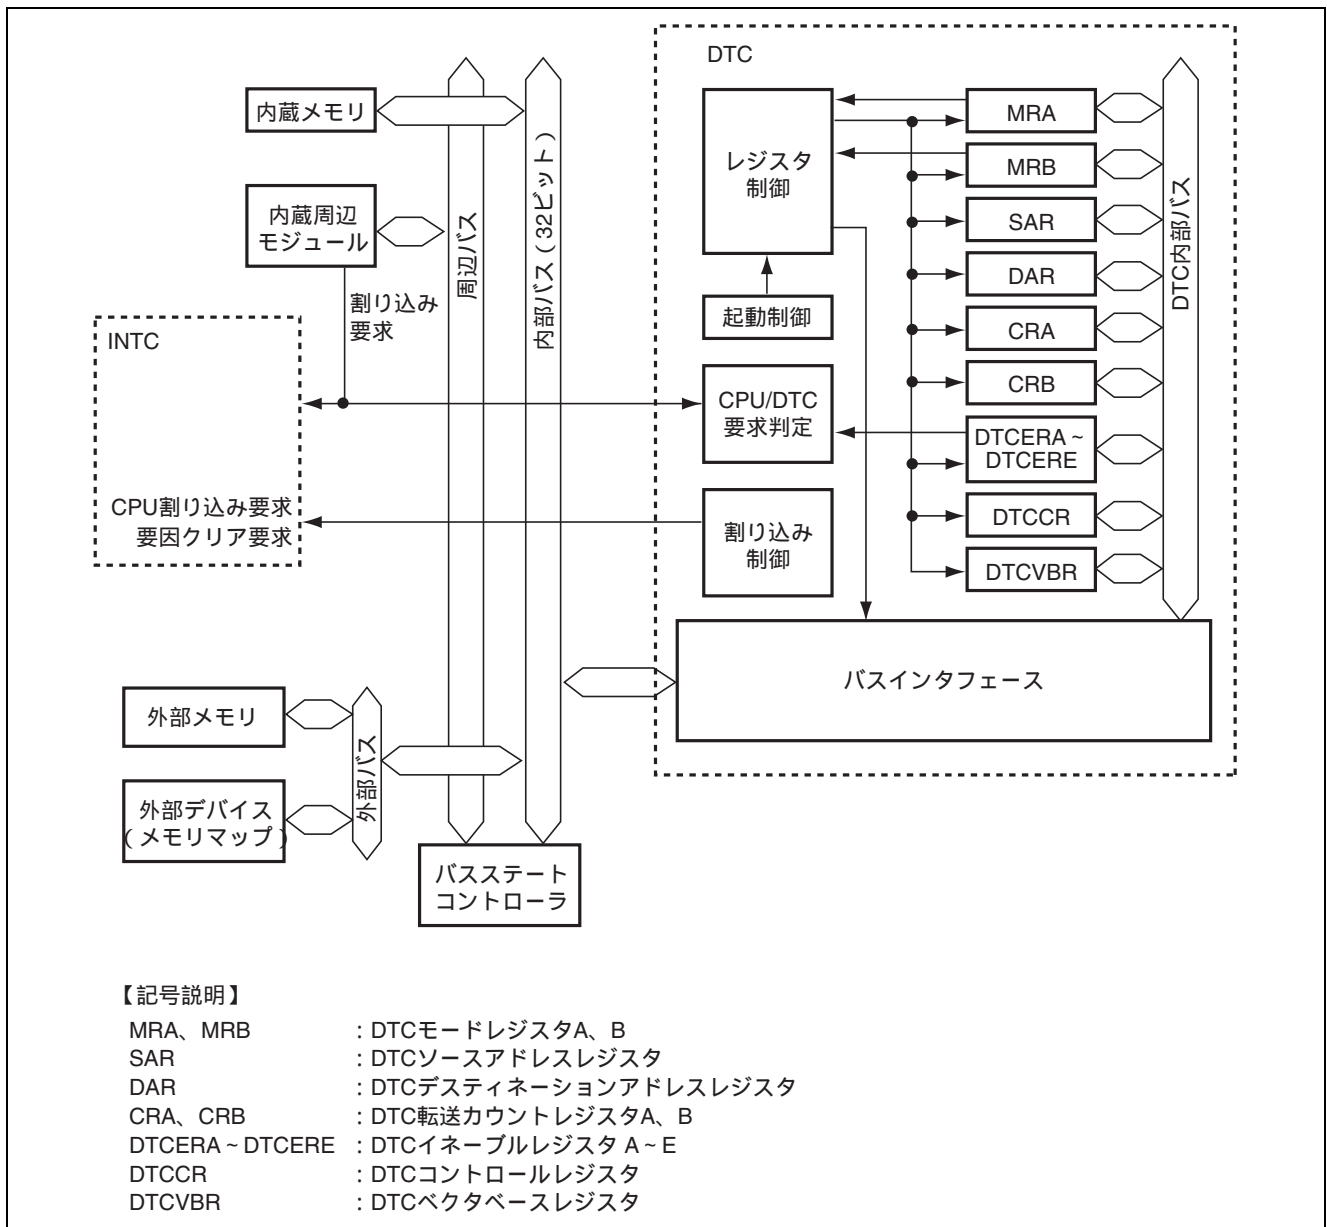 DTC
内蔵メモリ
内蔵周辺
モジュール
割り込み
要求
周辺バス
内部バス(32ビット)
INTC
CPU割り込み要求
要因クリア要求
レジスタ
制御
起動制御
CPU/DTC
要求判定
割り込み
制御
MRA
MRB
SAR
DAR
CRA
CRB
DTCERA~
DTCERE
DTCCR
DTCVBR
DTC内部バス
バスインタフェース
外部メモリ
外部デバイス
(メモリマップ)
外部バス
バスステート
コントローラ
【記号説明】
MRA、MRB :DTCモードレジスタA、B
SAR :DTCソースアドレスレジスタ
DAR :DTCデスティネーションアドレスレジスタ
CRA、CRB :DTC転送カウントレジスタA、B
DTCERA~DTCERE :DTCイネーブルレジスタ A~E
DTCCR :DTCコントロールレジスタ
DTCVBR :DTCベクタベースレジスタ